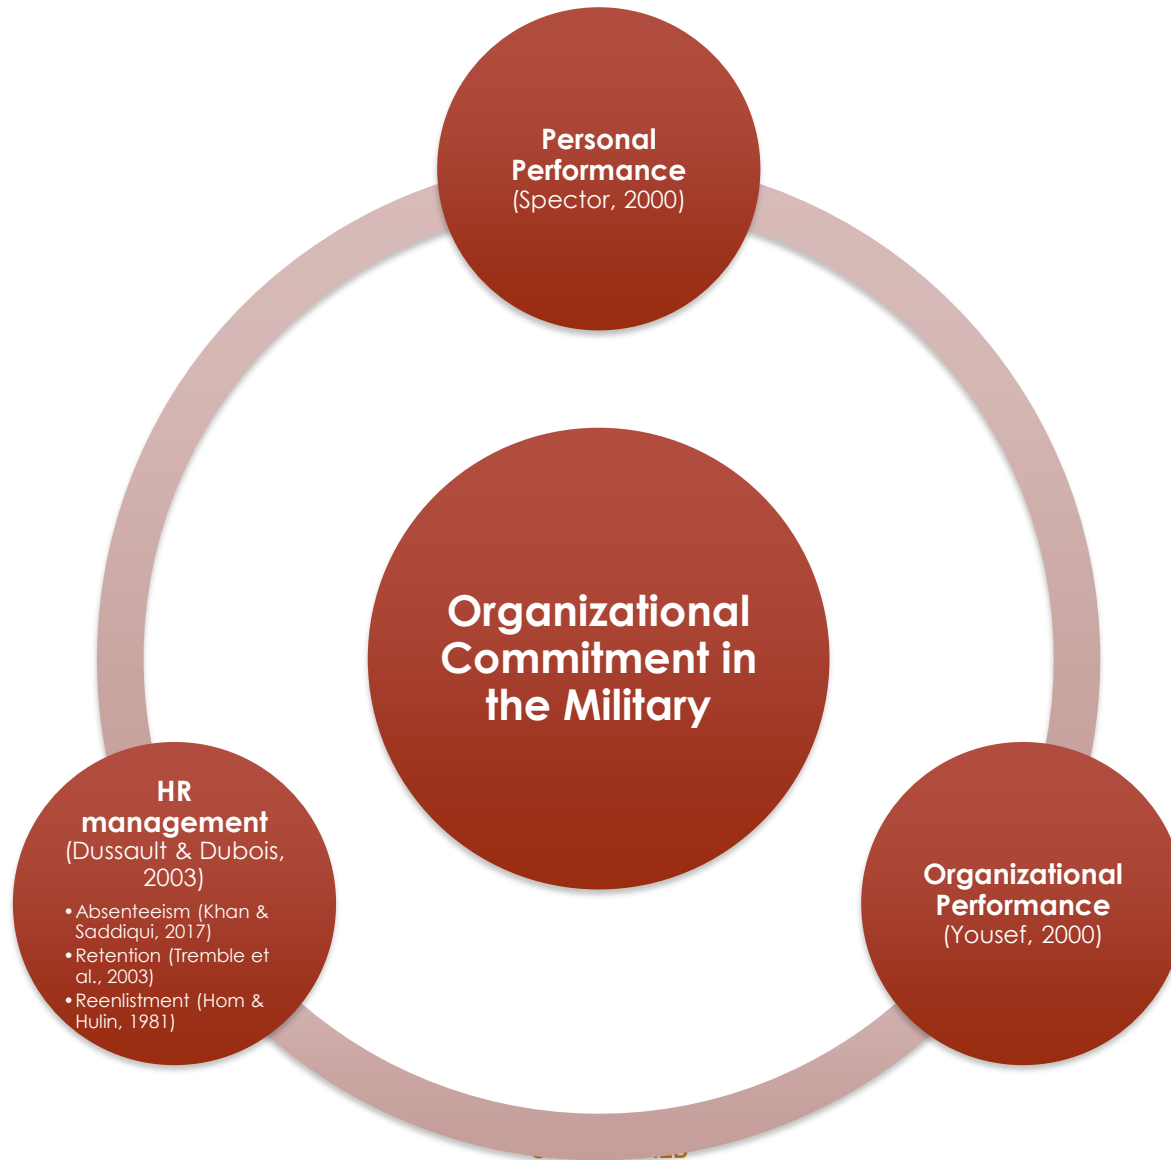 Personal
Performance
(Spector, 2000)
Organizational
Commitment in
the Military
HR
management
(Dussault & Dubois,
2003)
•Absenteeism (Khan &
Saddiqui, 2017)
•Retention (Tremble et
al., 2003)
•Reenlistment (Hom &
Hulin, 1981)
Organizational
Performance
(Yousef, 2000)